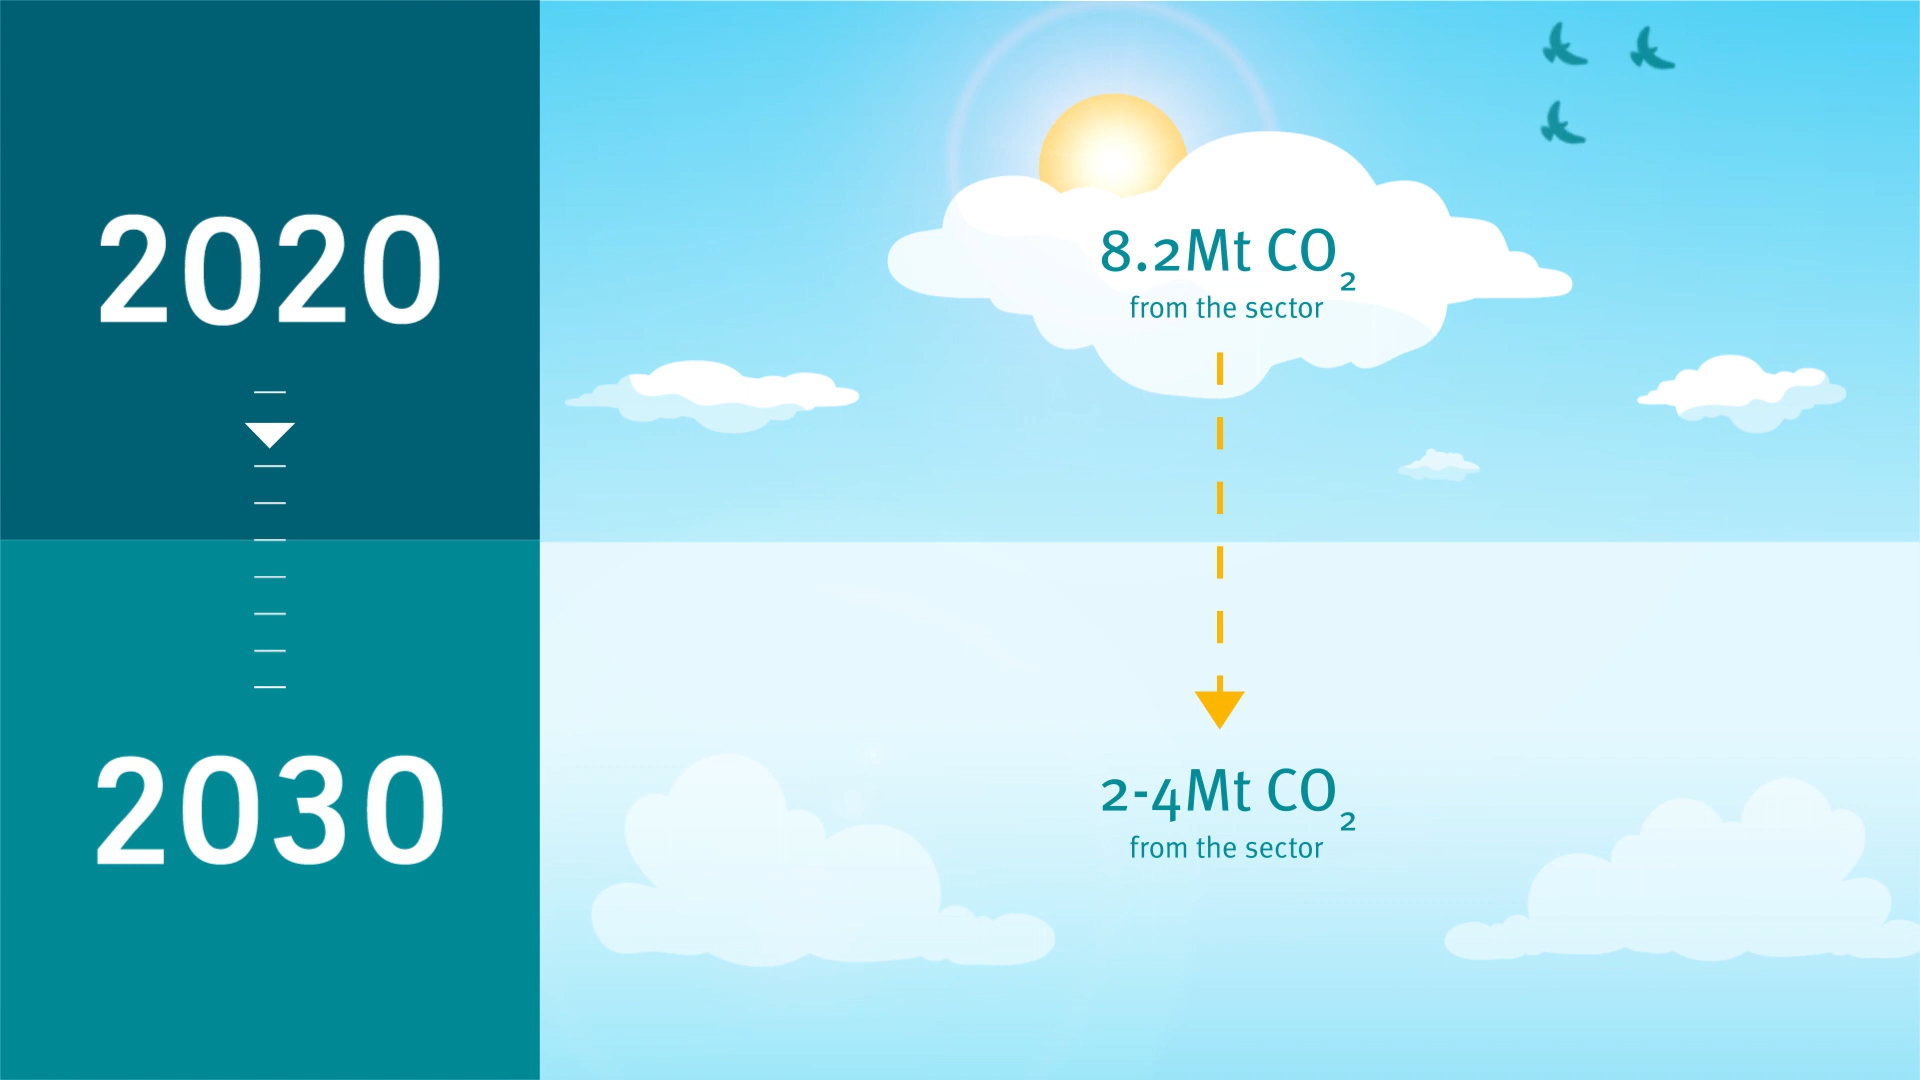 2020
8.2Mt CO₂
from the sector
2030
2-4Mt CO₂
from the sector